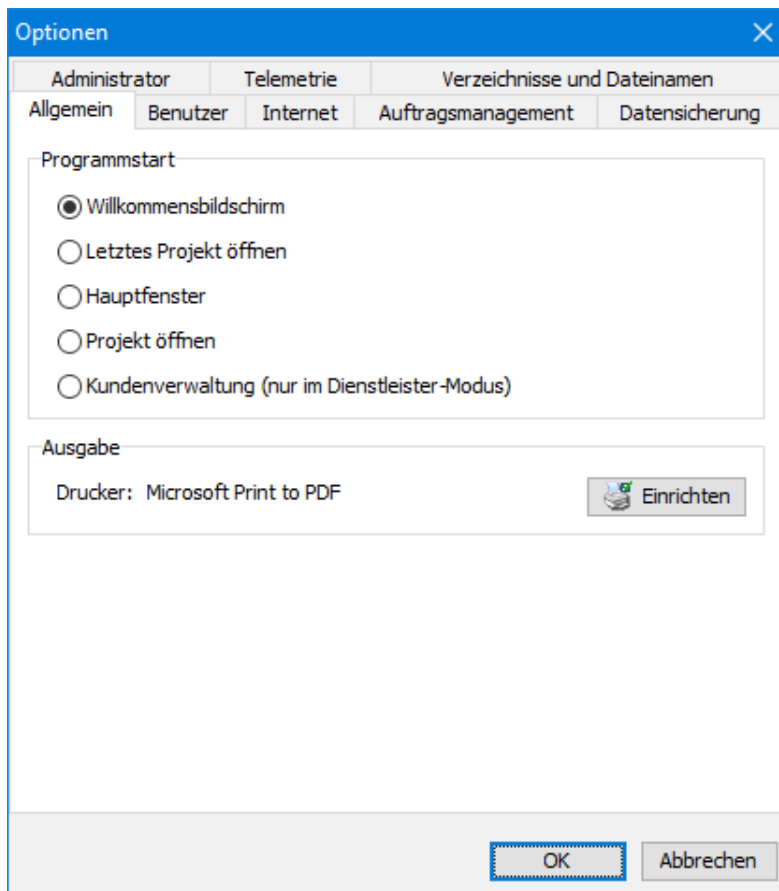 Optionen
Administrator Telemetrie Verzeichnisse und Dateinamen
Allgemein Benutzer Internet Auftragsmanagement Datensicherung
Programmstart
Willkommensbildschirm
Letztes Projekt öffnen
Hauptfenster
Projekt öffnen
Kundenverwaltung (nur im Dienstleister-Modus)
Ausgabe
Drucker: Microsoft Print to PDF Einrichten
OK Abbrechen